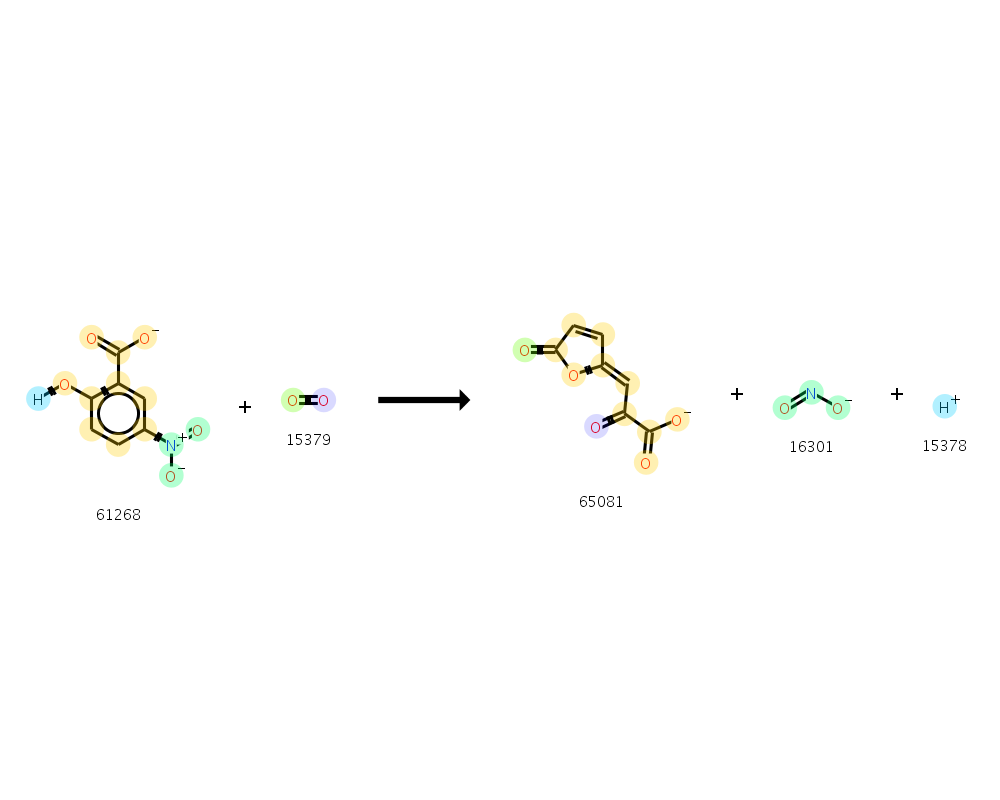 O O −
H O
N + O
O −
61268
+
O O
15379
O O
O O −
O
65081
+
N
O O −
16301
+
H +
15378